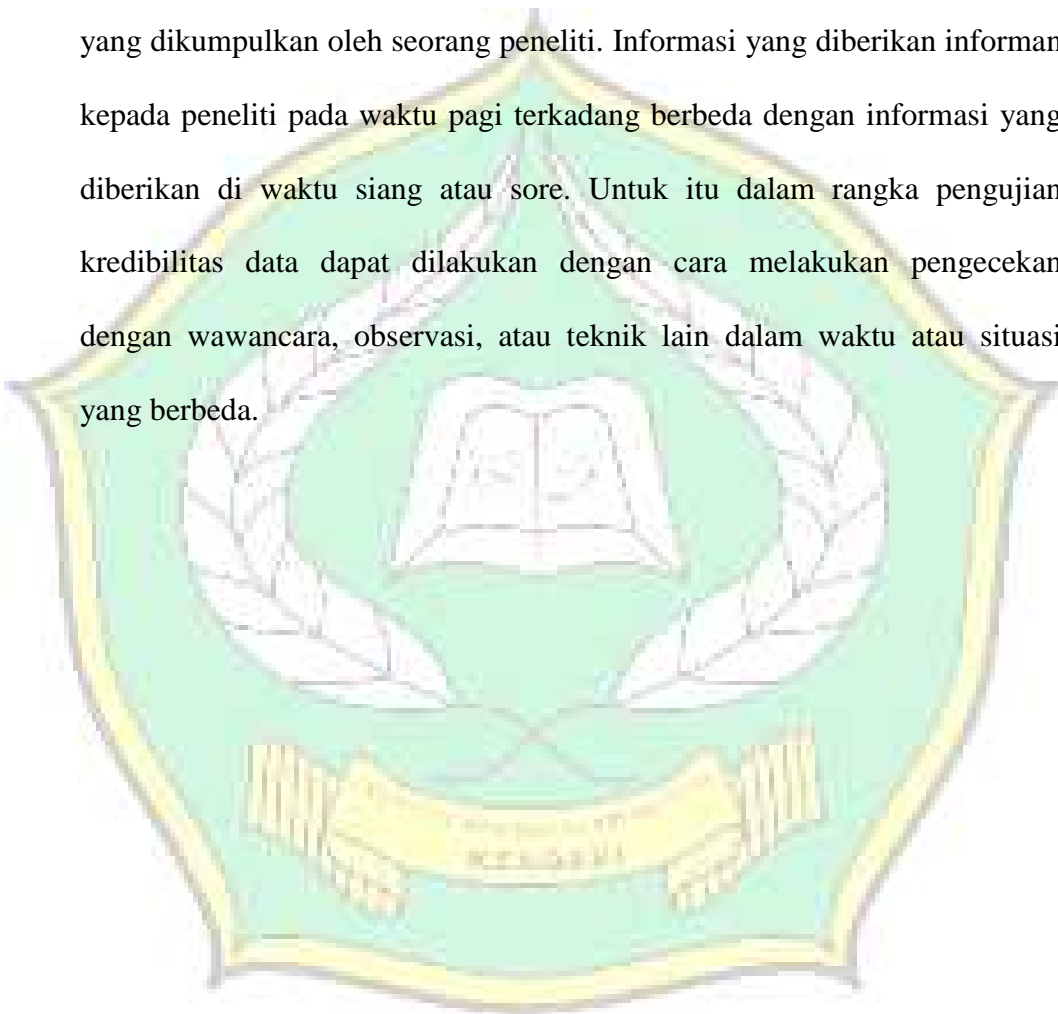 yang dikumpulkan oleh seorang peneliti. Informasi yang diberikan informan
kepada peneliti pada waktu pagi terkadang berbeda dengan informasi yang
diberikan di waktu siang atau sore. Untuk itu dalam rangka pengujian
kredibilitas data dapat dilakukan dengan cara melakukan pengecekan
dengan wawancara, observasi, atau teknik lain dalam waktu atau situasi
yang berbeda.
KENDARI